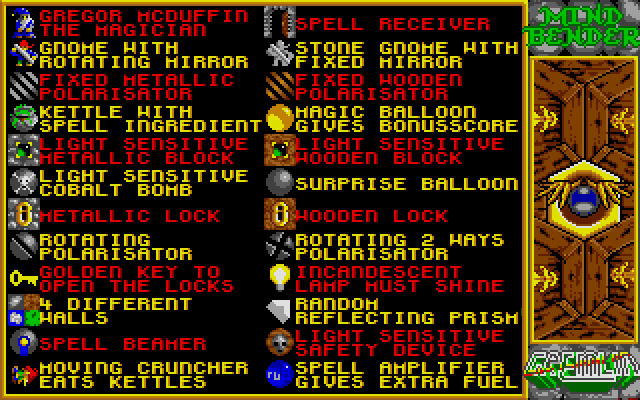 GREGOR MCDUFFIN
THE MAGICIAN
GNOME WITH
ROTATING MIRROR
FIXED METALLIC
POLARISATOR
KETTLE WITH
SPELL INGREDIENT
LIGHT SENSITIVE
METALLIC BLOCK
LIGHT SENSITIVE
COBALT BOMB
METALLIC LOCK
ROTATING
POLARISATOR
GOLDEN KEY TO
OPEN THE LOCKS
4 DIFFERENT
WALLS
SPELL BEAMER
MOVING CRUNCHER
EATS KETTLES
SPELL RECEIVER
STONE GNOME WITH
FIXED MIRROR
FIXED WOODEN
POLARISATOR
MAGIC BALLOON
GIVES BONUSSCORE
LIGHT SENSITIVE
WOODEN BLOCK
SURPRISE BALLOON
WOODEN LOCK
ROTATING 2 WAYS
POLARISATOR
INCANDESCENT
LAMP MUST SHINE
RANDOM
REFLECTING PRISM
LIGHT SENSITIVE
SAFETY DEVICE
SPELL AMPLIFIER
GIVES EXTRA FUEL
MIND
BENDER
GREMLIN